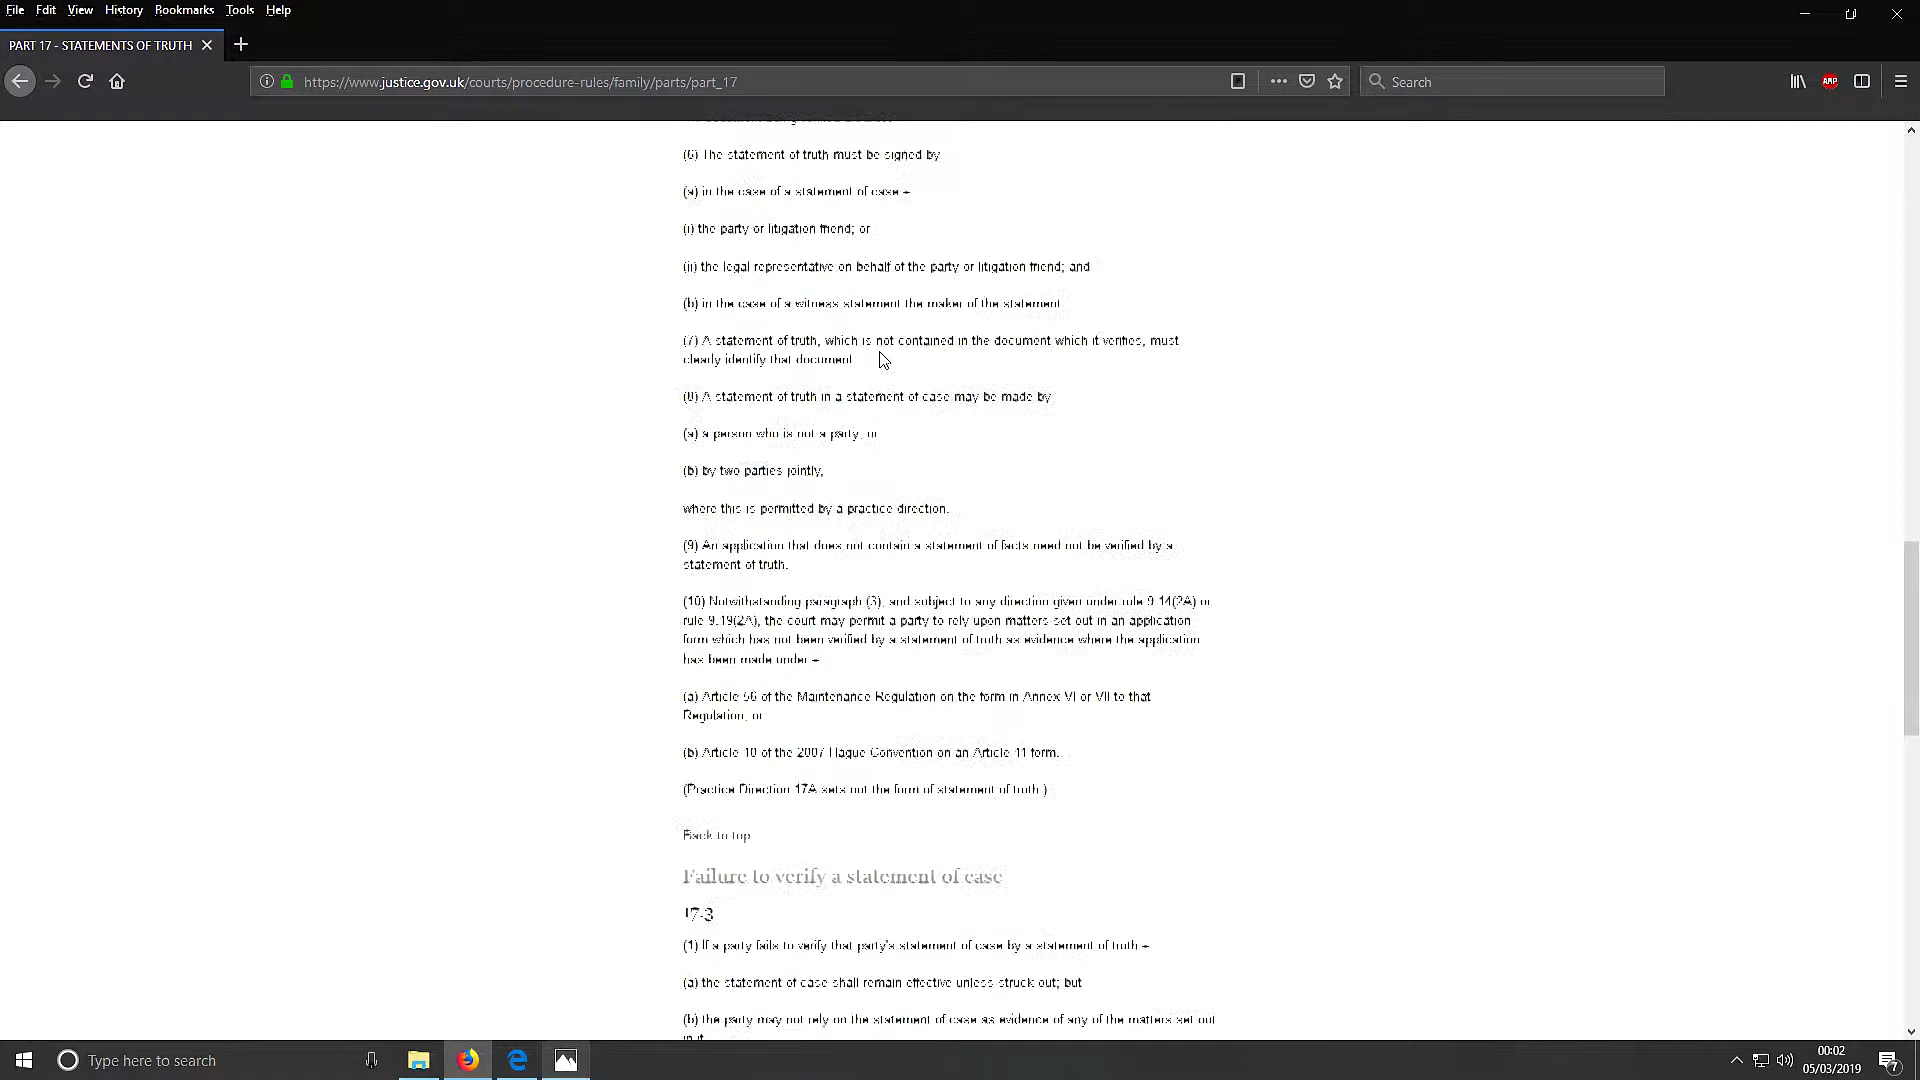 File Edit View History Bookmarks Tools Help
PART 17 - STATEMENTS OF TRUTH
https://www.justice.gov.uk/courts/procedure-rules/family/parts/part_17
Search
ABP
(6) The statement of truth must be signed by
(a) in the case of a statement of case –
(i) the party or litigation friend; or
(ii) the legal representative on behalf of the party or litigation friend; and
(b) in the case of a witness statement the maker of the statement
(7) A statement of truth, which is not contained in the document which it verifies, must
clearly identify that document
(8) A statement of truth in a statement of case may be made by
(a) a person who is not a party, or
(b) by two parties jointly,
where this is permitted by a practice direction.
(9) An application that does not contain a statement of facts need not be verified by a
statement of truth.
(10) Notwithstanding paragraph (3), and subject to any direction given under rule 9.14(2A) or
rule 9.19(2A), the court may permit a party to rely upon matters set out in an application
form which has not been verified by a statement of truth as evidence where the application
has been made under –
(a) Article 56 of the Maintenance Regulation on the form in Annex VI or VII to that
Regulation, or
(b) Article 10 of the 2007 Hague Convention on an Article 11 form.
(Practice Direction 17A sets out the form of statement of truth.)
Back to top
Failure to verify a statement of case
17.3
(1) If a party fails to verify that party's statement of case by a statement of truth –
(a) the statement of case shall remain effective unless struck out; but
(b) the party may not rely on the statement of case as evidence of any of the matters set out
in it
Type here to search
00:02
05/03/2019
7